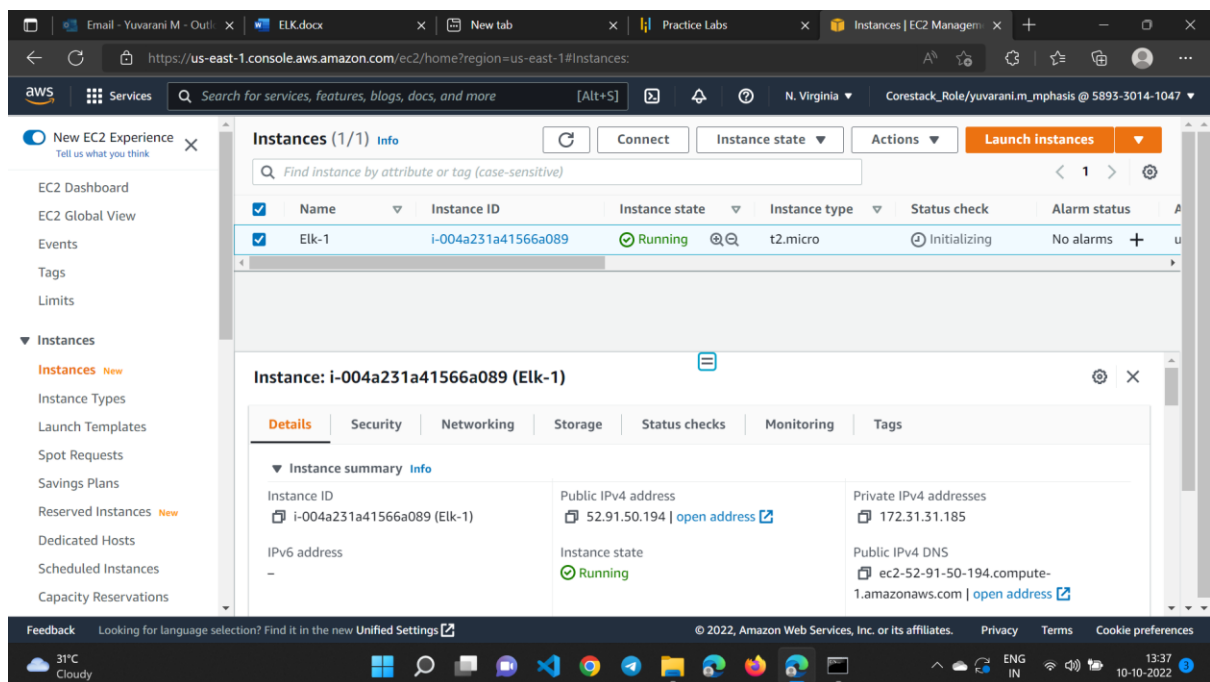 Email - Yuvarani M - Outl
ELK.docx
New tab
Practice Labs
Instances | EC2 Managem
https://us-east-1.console.aws.amazon.com/ec2/home?region=us-east-1#Instances:
aws
Services
Search for services, features, blogs, docs, and more
[Alt+S]
N. Virginia
Corestack_Role/yuvarani.m_mphasis @ 5893-3014-1047
New EC2 Experience
Tell us what you think
EC2 Dashboard
EC2 Global View
Events
Tags
Limits
Instances
Instances New
Instance Types
Launch Templates
Spot Requests
Savings Plans
Reserved Instances New
Dedicated Hosts
Scheduled Instances
Capacity Reservations
Instances (1/1) Info
Connect
Instance state
Actions
Launch instances
Find instance by attribute or tag (case-sensitive)
1
Name Instance ID Instance state Instance type Status check Alarm status A
Elk-1 i-004a231a41566a089 Running t2.micro Initializing No alarms + u
Instance: i-004a231a41566a089 (Elk-1)
Details Security Networking Storage Status checks Monitoring Tags
Instance summary Info
Instance ID
i-004a231a41566a089 (Elk-1)
Public IPv4 address
52.91.50.194 | open address
Private IPv4 addresses
172.31.31.185
IPv6 address
–
Instance state
Running
Public IPv4 DNS
ec2-52-91-50-194.compute-
1.amazonaws.com | open address
Feedback
Looking for language selection? Find it in the new Unified Settings
© 2022, Amazon Web Services, Inc. or its affiliates.
Privacy
Terms
Cookie preferences
31°C
Cloudy
ENG
IN
13:37
10-10-2022
3